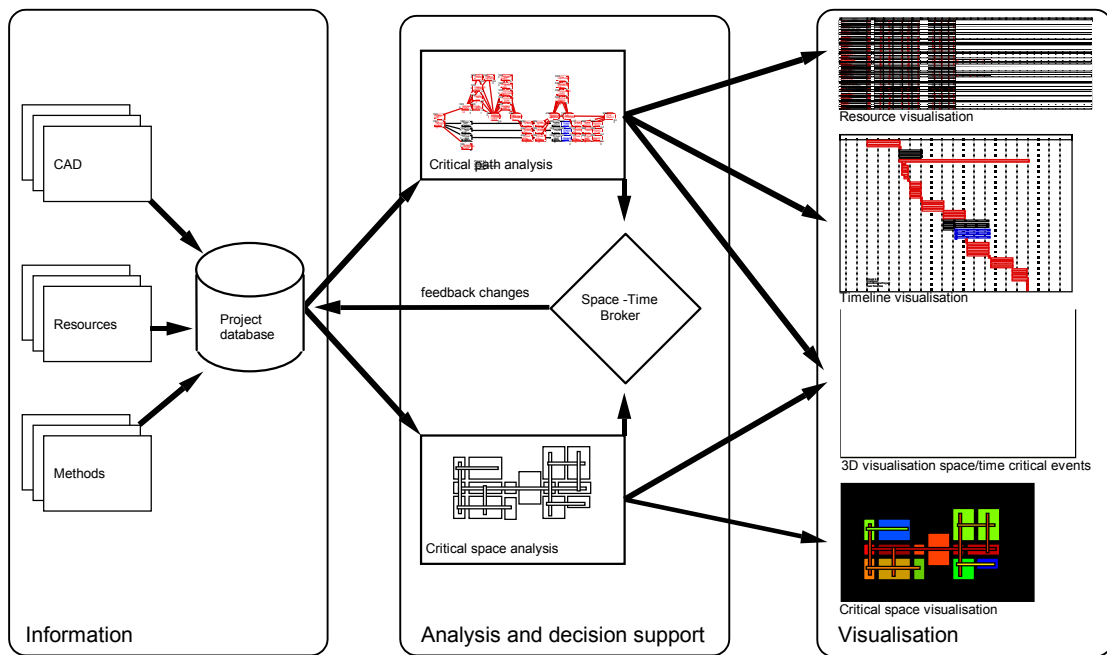 CAD
Resources
Methods
Project
database
Information
Critical path analysis
feedback changes
Space -Time
Broker
Critical space analysis
Analysis and decision support
Resource visualisation
Timeline visualisation
3D visualisation space/time critical events
Critical space visualisation
Visualisation